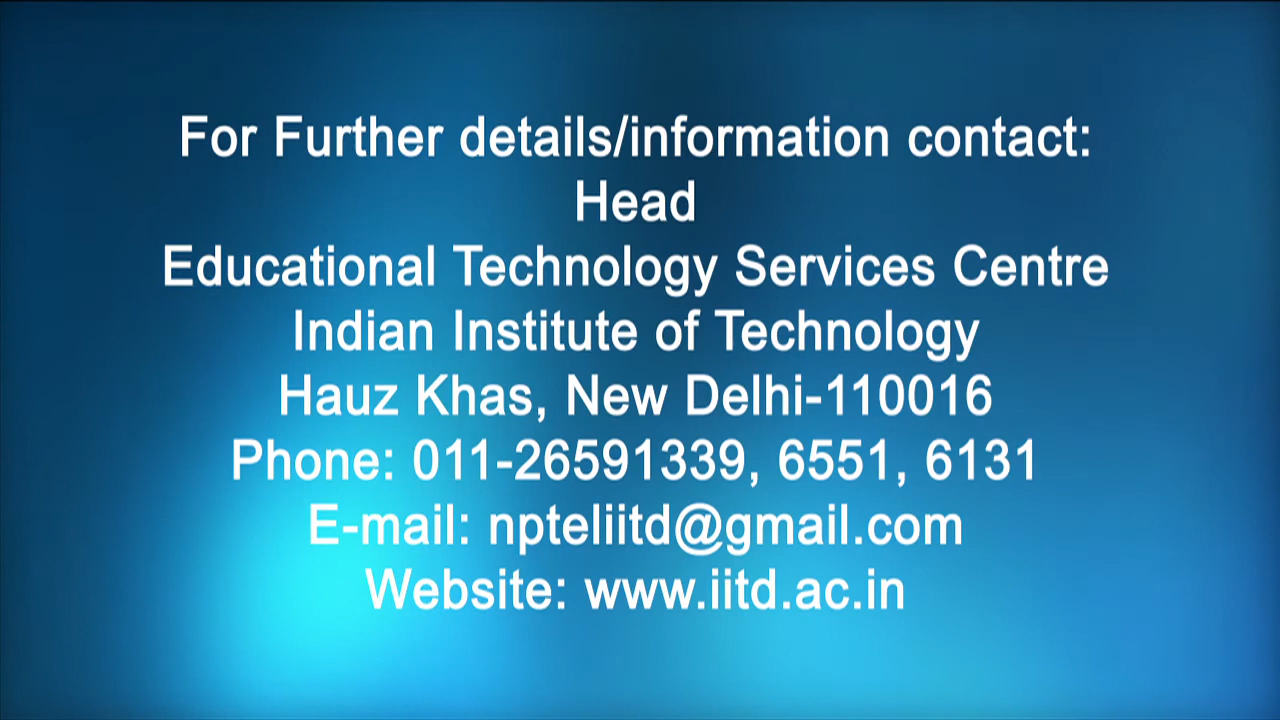 For Further details/information contact:
Head
Educational Technology Services Centre
Indian Institute of Technology
Hauz Khas, New Delhi-110016
Phone: 011-26591339, 6551, 6131
E-mail: npteliitd@gmail.com
Website: www.iitd.ac.in